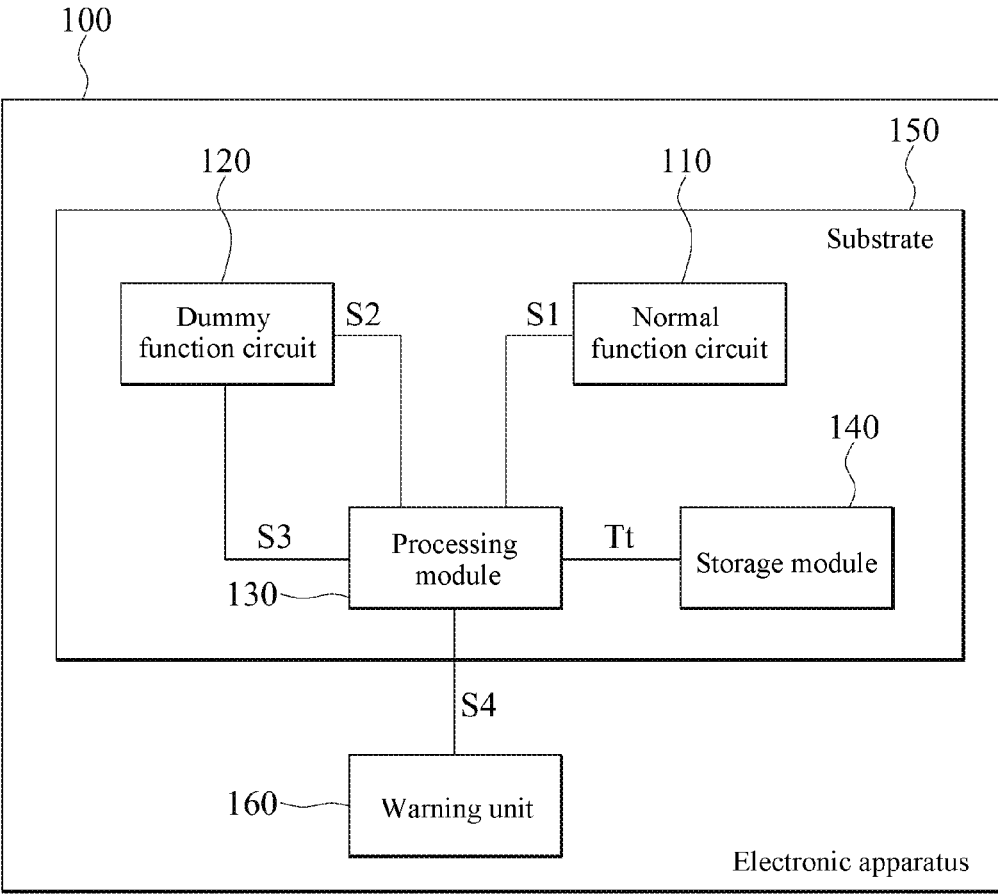 100
150
120
110
Substrate
Dummy
function circuit
S2
S1
Normal
function circuit
140
S3
Processing
module
Tt
Storage module
130
S4
160
Warning unit
Electronic apparatus